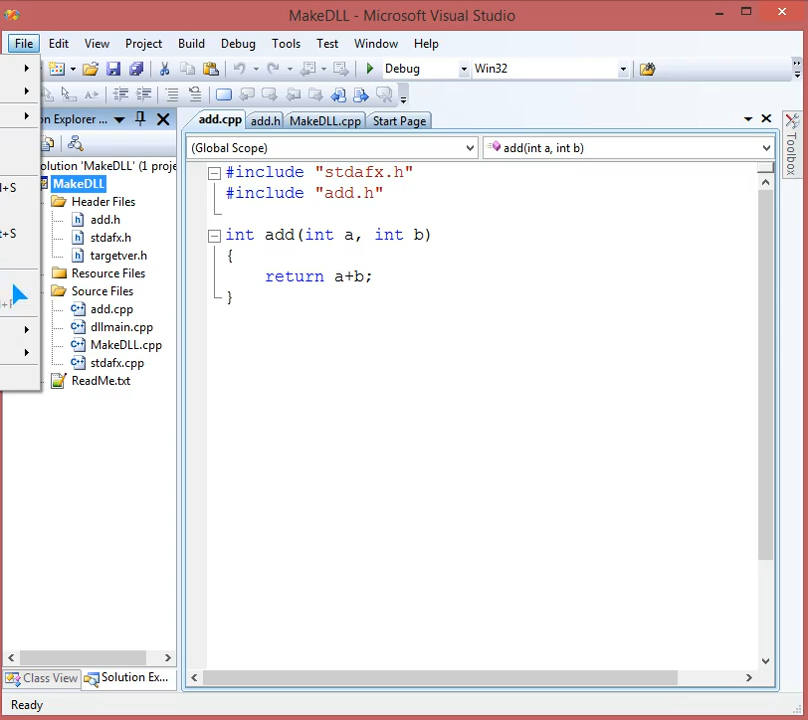 MakeDLL - Microsoft Visual Studio
File Edit View Project Build Debug Tools Test Window Help
Debug Win32
on Explorer ... add.cpp add.h MakeDLL.cpp Start Page
Toolbox
(Global Scope) add(int a, int b)
olution 'MakeDLL' (1 proje
MakeDLL
Header Files
add.h
stdafx.h
targetver.h
Resource Files
Source Files
add.cpp
dllmain.cpp
MakeDLL.cpp
stdafx.cpp
ReadMe.txt
l+S
t+S
#include "stdafx.h"
#include "add.h"
int add(int a, int b)
{
return a+b;
}
Class View Solution Ex...
Ready